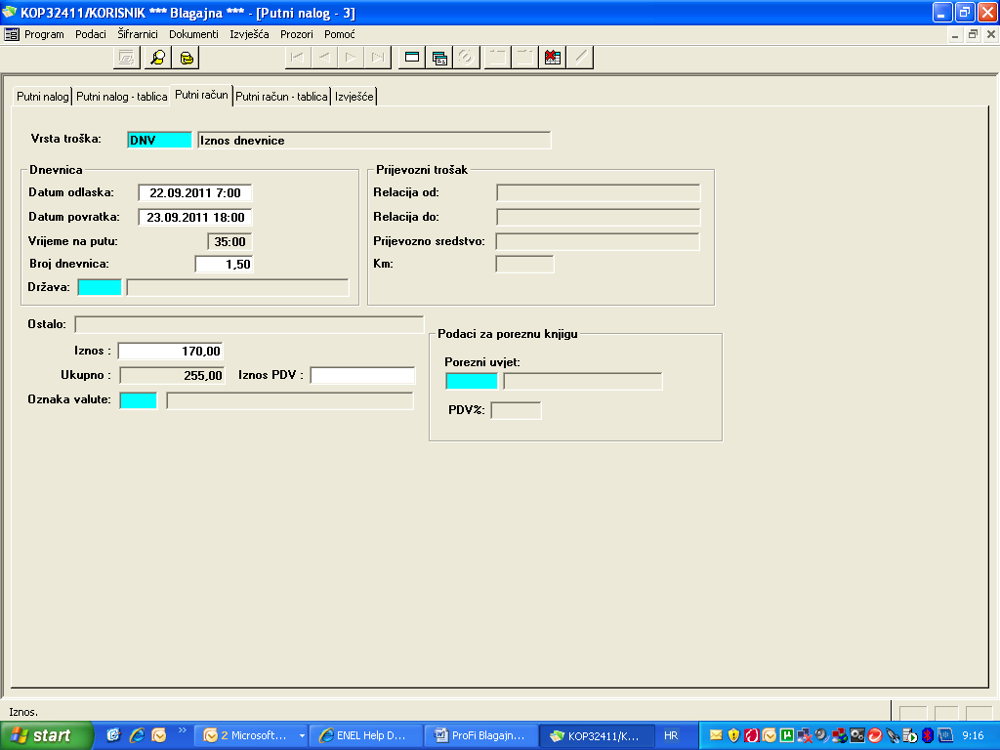 KOP32411/KORISNIK *** Blagajna *** - [Putni nalog - 3]
Program Podaci Šifrarnici Dokumenti Izvješća Prozori Pomoć
Putni nalog Putni nalog - tablica Putni račun Putni račun - tablica Izvješće
Vrsta troška: DNV Iznos dnevnice
Dnevnica
Datum odlaska: 22.09.2011 7:00
Datum povratka: 23.09.2011 18:00
Vrijeme na putu: 35:00
Broj dnevnica: 1,50
Država:
Prijevozni trošak
Relacija od:
Relacija do:
Prijevozno sredstvo:
Km:
Ostalo:
Iznos : 170,00
Ukupno : 255,00 Iznos PDV :
Oznaka valute:
Podaci za poreznu knjigu
Porezni uvjet:
PDV%:
Iznos.
start 2 Microsoft... ENEL Help D... ProFi Blagajn... KOP32411/K... HR 9:16